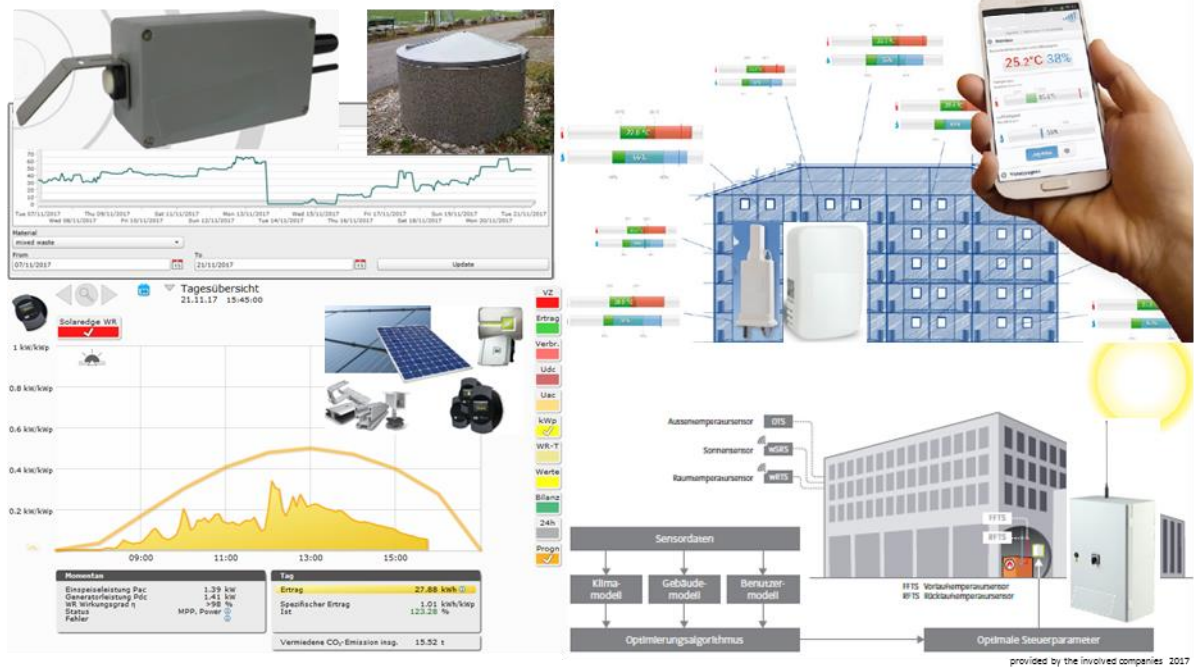 70
60
50
40
30
20
10
0
Tue 07/11/2017 Thu 09/11/2017 Sat 11/11/2017 Mon 13/11/2017 Wed 15/11/2017 Fri 17/11/2017 Sun 19/11/2017 Tue 21/11/2017
Wed 08/11/2017 Fri 10/11/2017 Sun 12/11/2017 Tue 14/11/2017 Thu 16/11/2017 Sat 18/11/2017 Mon 20/11/2017
Material
mixed waste
From To
07/11/2017 21/11/2017 Update
25.2°C 38%
Tagesübersicht
21.11.17 15:45:00
Solaredge WR
1 kW/kWp
0.8 kW/kWp
0.6 kW/kWp
0.4 kW/kWp
0.2 kW/kWp
09:00 11:00 13:00 15:00
VZ
Ertrag
Verbr.
Udc
Uac
kWp
WR-T
Werte
Bilanz
24h
Progn
Momentan
Einspeiseleistung Pac 1.39 kW
Generatorleistung Pdc 1.41 kW
WR Wirkungsgrad η >98 %
Status MPP, Power
Fehler
Tag
Ertrag 27.88 kWh
Spezifischer Ertrag 1.01 kWh/kWp
Ist 123.28 %
Vermiedene CO₂-Emission insg. 15.52 t
Aussentemperatursensor OTS
Sonnensensor wSRS
Raumtemperatursensor wRTS
FFTS
RFTS
FFTS Vorlauftemperatursensor
RFTS Rücklauftemperatursensor
Sensordaten
Klima-
modell
Gebäude-
modell
Benutzer-
modell
Optimierungsalgorithmus
Optimale Steuerparameter
provided by the involved companies 2017